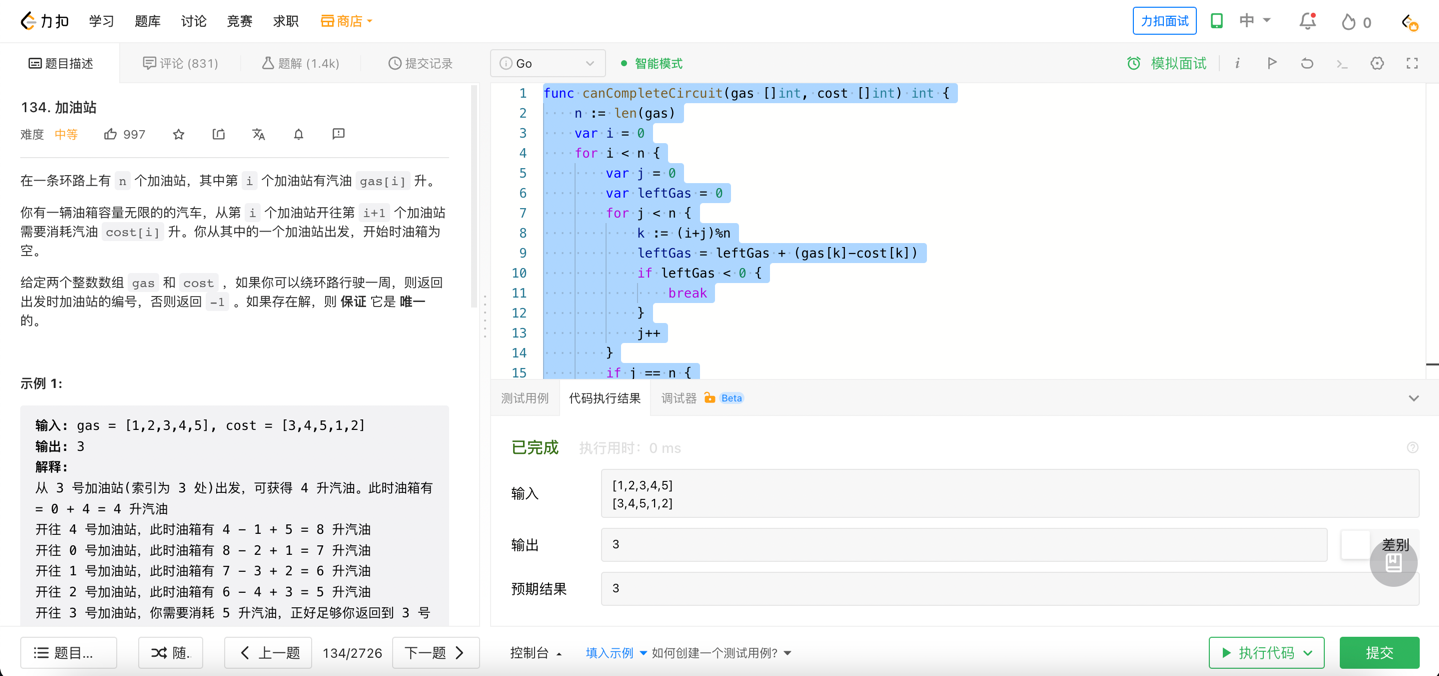 力扣 学习 题库 讨论 竞赛 求职 商店 力扣面试 中 0
题目描述 评论 (831) 题解 (1.4k) 提交记录
134. 加油站
难度 中等 997
在一条环路上有 n 个加油站，其中第 i 个加油站有汽油 gas[i] 升。
你有一辆油箱容量无限的的汽车，从第 i 个加油站开往第 i+1 个加油站
需要消耗汽油 cost[i] 升。你从其中的一个加油站出发，开始时油箱为
空。
给定两个整数数组 gas 和 cost ，如果你可以绕环路行驶一周，则返回
出发时加油站的编号，否则返回 -1 。如果存在解，则 保证 它是 唯一
的。
示例 1:
输入: gas = [1,2,3,4,5], cost = [3,4,5,1,2]
输出: 3
解释:
从 3 号加油站(索引为 3 处)出发，可获得 4 升汽油。此时油箱有
= 0 + 4 = 4 升汽油
开往 4 号加油站，此时油箱有 4 - 1 + 5 = 8 升汽油
开往 0 号加油站，此时油箱有 8 - 2 + 1 = 7 升汽油
开往 1 号加油站，此时油箱有 7 - 3 + 2 = 6 升汽油
开往 2 号加油站，此时油箱有 6 - 4 + 3 = 5 升汽油
开往 3 号加油站，你需要消耗 5 升汽油，正好足够你返回到 3 号
Go 智能模式 模拟面试
1 func canCompleteCircuit(gas []int, cost []int) int {
2 n := len(gas)
3 var i = 0
4 for i < n {
5 var j = 0
6 var leftGas = 0
7 for j < n {
8 k := (i+j)%n
9 leftGas = leftGas + (gas[k]-cost[k])
10 if leftGas < 0 {
11 break
12 }
13 j++
14 }
15 if j == n {
测试用例 代码执行结果 调试器 Beta
已完成 执行用时: 0 ms
输入
[1,2,3,4,5]
[3,4,5,1,2]
输出 3 差别
预期结果 3
题目... 随. 上一题 134/2726 下一题 控制台 填入示例 如何创建一个测试用例? 执行代码 提交